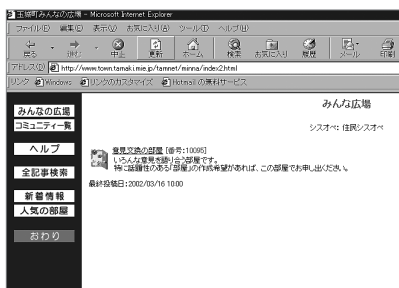 玉城町みんなの広場 - Microsoft Internet Explorer
ファイル(F) 編集(E) 表示(V) お気に入り(A) ツール(T) ヘルプ(H)
戻る 進む 中止 更新 ホーム 検索 お気に入り 履歴 メール 印刷
アドレス(D) http://www.town.tamaki.mie.jp/tamnet/minna/index2.html
リンク Windows リンクのカスタマイズ Hotmail の無料サービス
みんなの広場
コミュニティ一覧
ヘルプ
全記事検索
新着情報
人気の部屋
おわり
みんな広場
シスオペ: 住民シスオペ
意見交換の部屋 [番号:10095]
いろんな意見を語り合う部屋です。
特に話題性のある「部屋」の作成希望があれば、この部屋でお申し出ください。
最終投稿日:2002/03/16 10:00